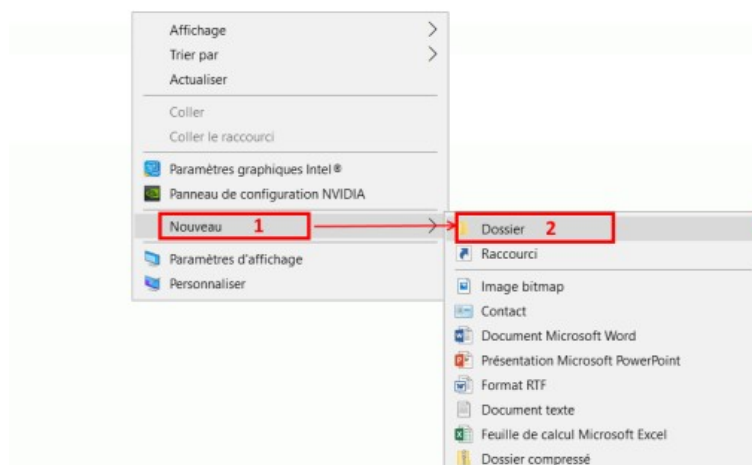 Affichage
Trier par
Actualiser
Coller
Coller le raccourci
Paramètres graphiques Intel®
Panneau de configuration NVIDIA
Nouveau 1
Paramètres d'affichage
Personnaliser
Dossier 2
Raccourci
Image bitmap
Contact
Document Microsoft Word
Présentation Microsoft PowerPoint
Format RTF
Document texte
Feuille de calcul Microsoft Excel
Dossier compressé